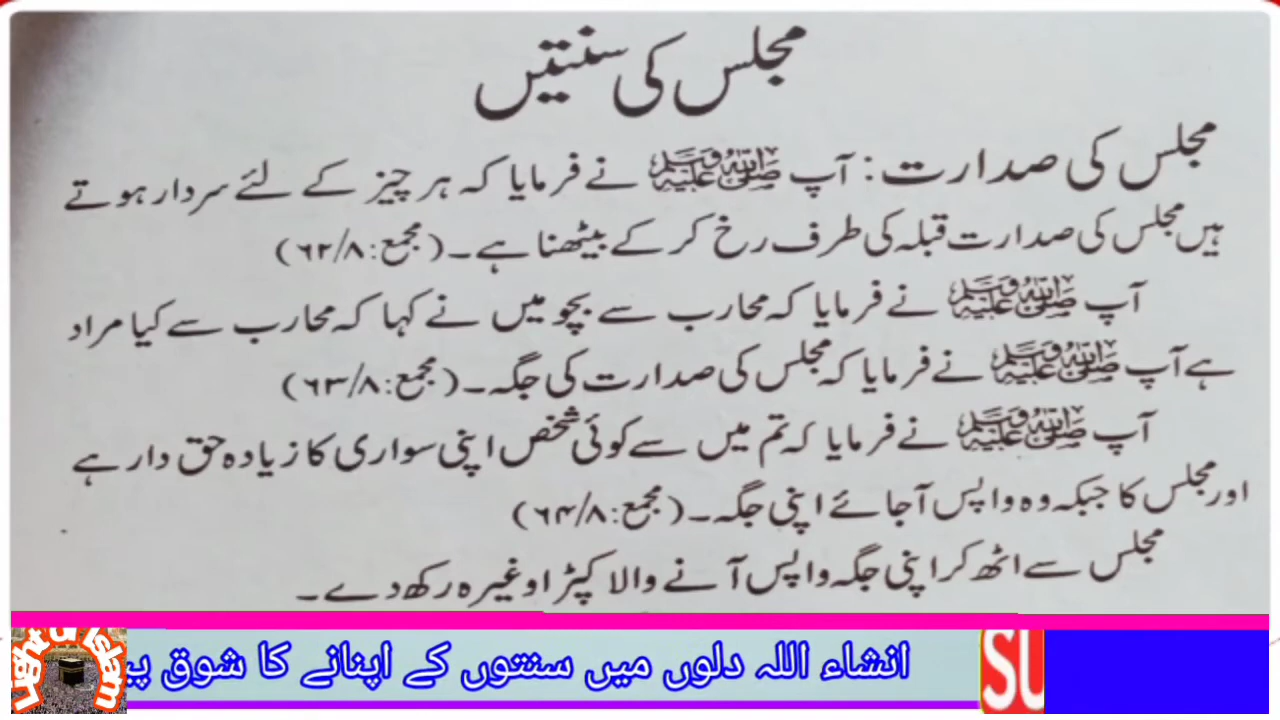 مجلس کی سنتیں
مجلس کی صدارت: آپ ﷺ نے فرمایا کہ ہر چیز کے لئے سردار ہوتے
ہیں مجلس کی صدارت قبلہ کی طرف رخ کر کے بیٹھنا ہے۔ (مجمع: ۶۲/۸)
آپ ﷺ نے فرمایا کہ محارب سے بچو میں نے کہا کہ محارب سے کیا مراد
ہے آپ ﷺ نے فرمایا کہ مجلس کی صدارت کی جگہ۔ (مجمع: ۶۳/۸)
آپ ﷺ نے فرمایا کہ تم میں سے کوئی شخص اپنی سواری کا زیادہ حق دار ہے
اور مجلس کا جبکہ وہ واپس آجائے اپنی جگہ۔ (مجمع: ۶۴/۸)
مجلس سے اٹھ کر اپنی جگہ واپس آنے والا کپڑا وغیرہ رکھ دے۔
انشاء اللہ دلوں میں سنتوں کے اپنانے کا شوق پی
Light of Islam
SU